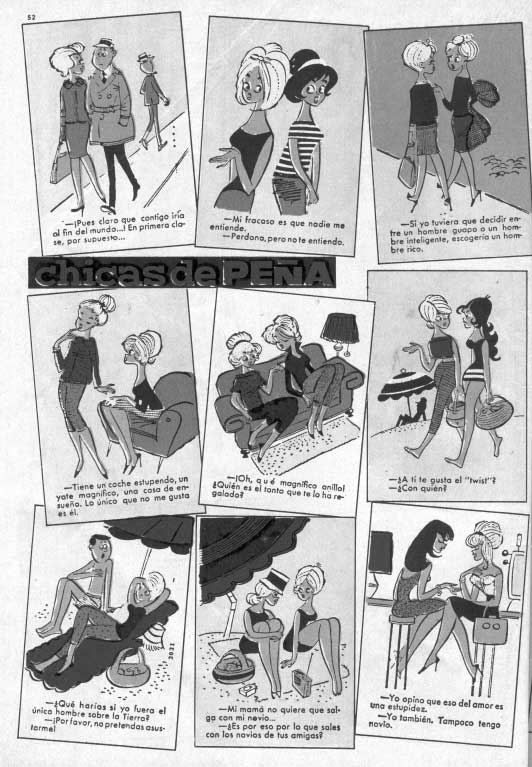 52
—¡Pues claro que contigo iría
al fin del mundo...! En primera cla-
se, por supuesto...
—Mi fracaso es que nadie me
entiende.
—Perdona, pero no te entiendo.
—Si yo tuviera que decidir en-
tre un hombre guapo o un hom-
bre inteligente, escogería un hom-
bre rico.
chicas de PEÑA
—Tiene un coche estupendo, un
yate magnífico, una casa de en-
sueño. Lo único que no me gusta
es él.
—¡Oh, qué magnífico anillo!
¿Quién es el tonto que te lo ha re-
galado?
—¿A ti te gusta el "twist"?
—¿Con quién?
—¿Qué harías si yo fuera el
único hombre sobre la Tierra?
—¡Por favor, no pretendas asus-
tarme!
2031
—Mi mamá no quiere que sal-
ga con mi novio...
—¿Es por eso por lo que sales
con los novios de tus amigas?
—Yo opino que eso del amor es
una estupidez.
—Yo también. Tampoco tengo
novio.